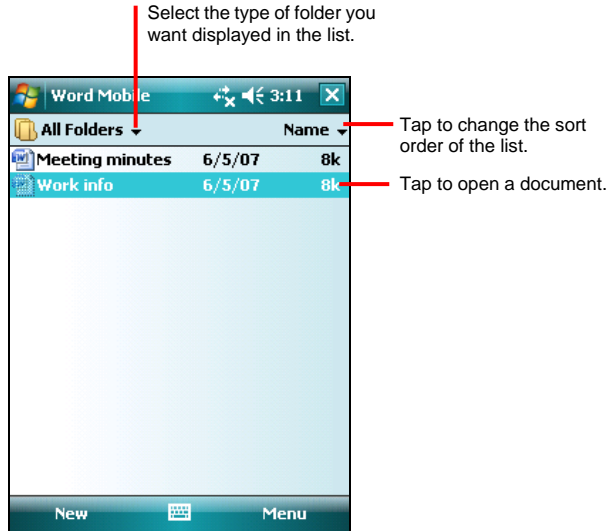 Select the type of folder you
want displayed in the list.
Word Mobile 3:11
All Folders Name
Meeting minutes 6/5/07 8k
Work info 6/5/07 8k
New Menu
Tap to change the sort
order of the list.
Tap to open a document.